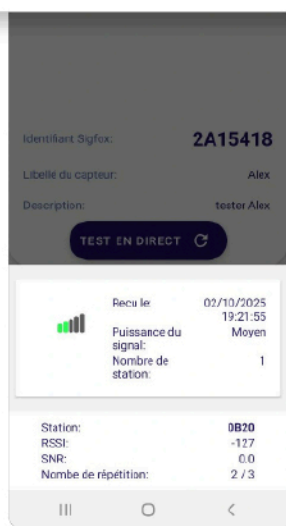 Identifiant Sigfox: 2A15418
Libelle du capteur: Alex
Description: testor Alex
TEST EN DIRECT
Recu le: 02/10/2025
19:21:55
Puissance du Moyen
signal:
Nombre de 1
station:
Station: 0B20
RSSI: -127
SNR: 0.0
Nombe de répétition: 2 / 3